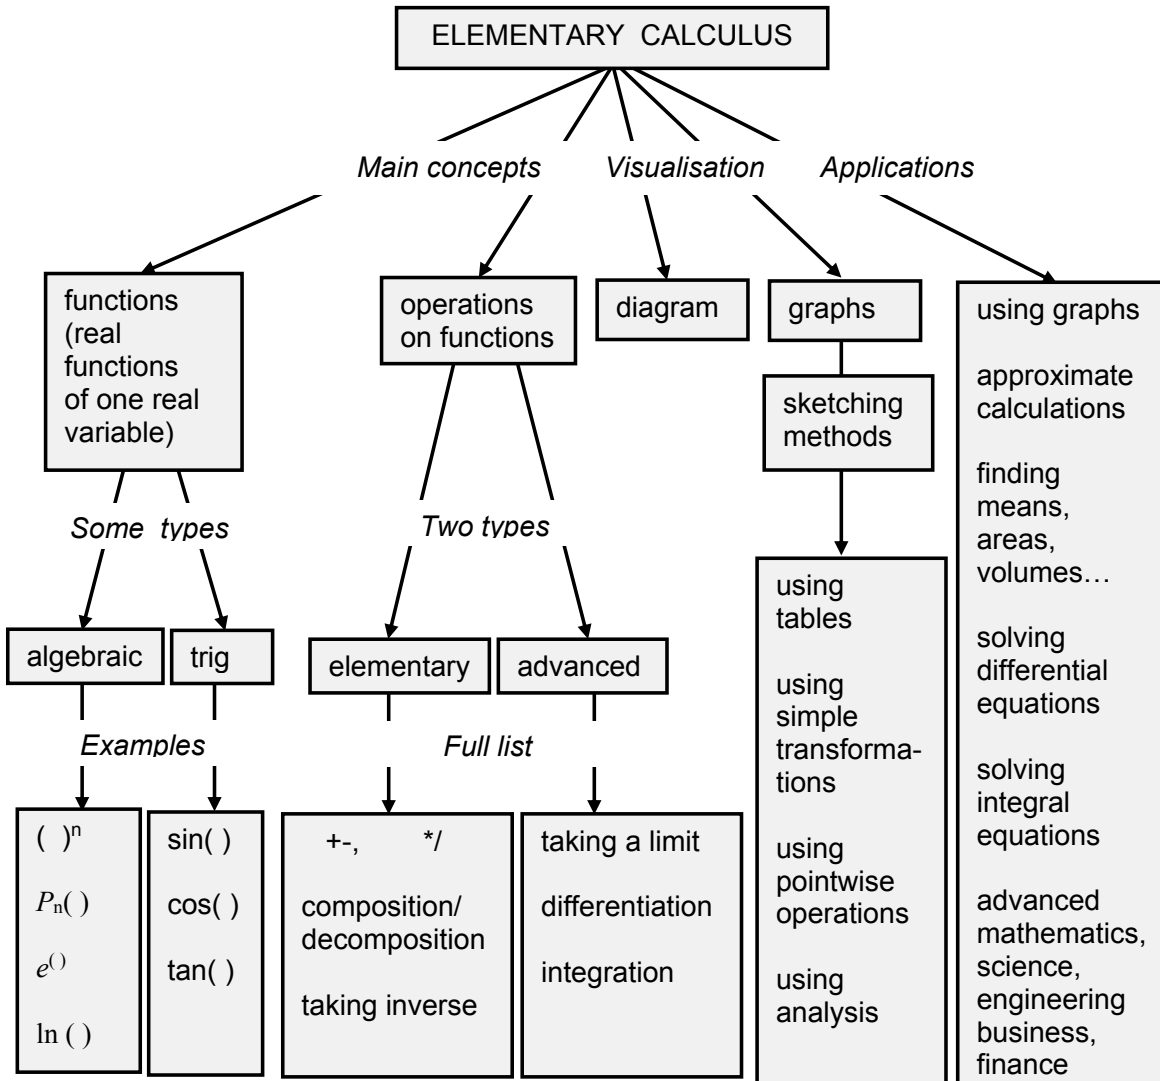 ELEMENTARY CALCULUS
Main concepts
Visualisation
Applications
functions
(real
functions
of one real
variable)
operations
on functions
diagram
graphs
sketching
methods
using graphs
approximate
calculations
finding
means,
areas,
volumes…
solving
differential
equations
solving
integral
equations
advanced
mathematics,
science,
engineering
business,
finance
Some types
Two types
algebraic
trig
elementary
advanced
using
tables
using
simple
transforma-
tions
using
pointwise
operations
using
analysis
Examples
Full list
( )ⁿ
Pₙ( )
e⁽⁾
ln ( )
sin( )
cos( )
tan( )
+-, */
composition/
decomposition
taking inverse
taking a limit
differentiation
integration